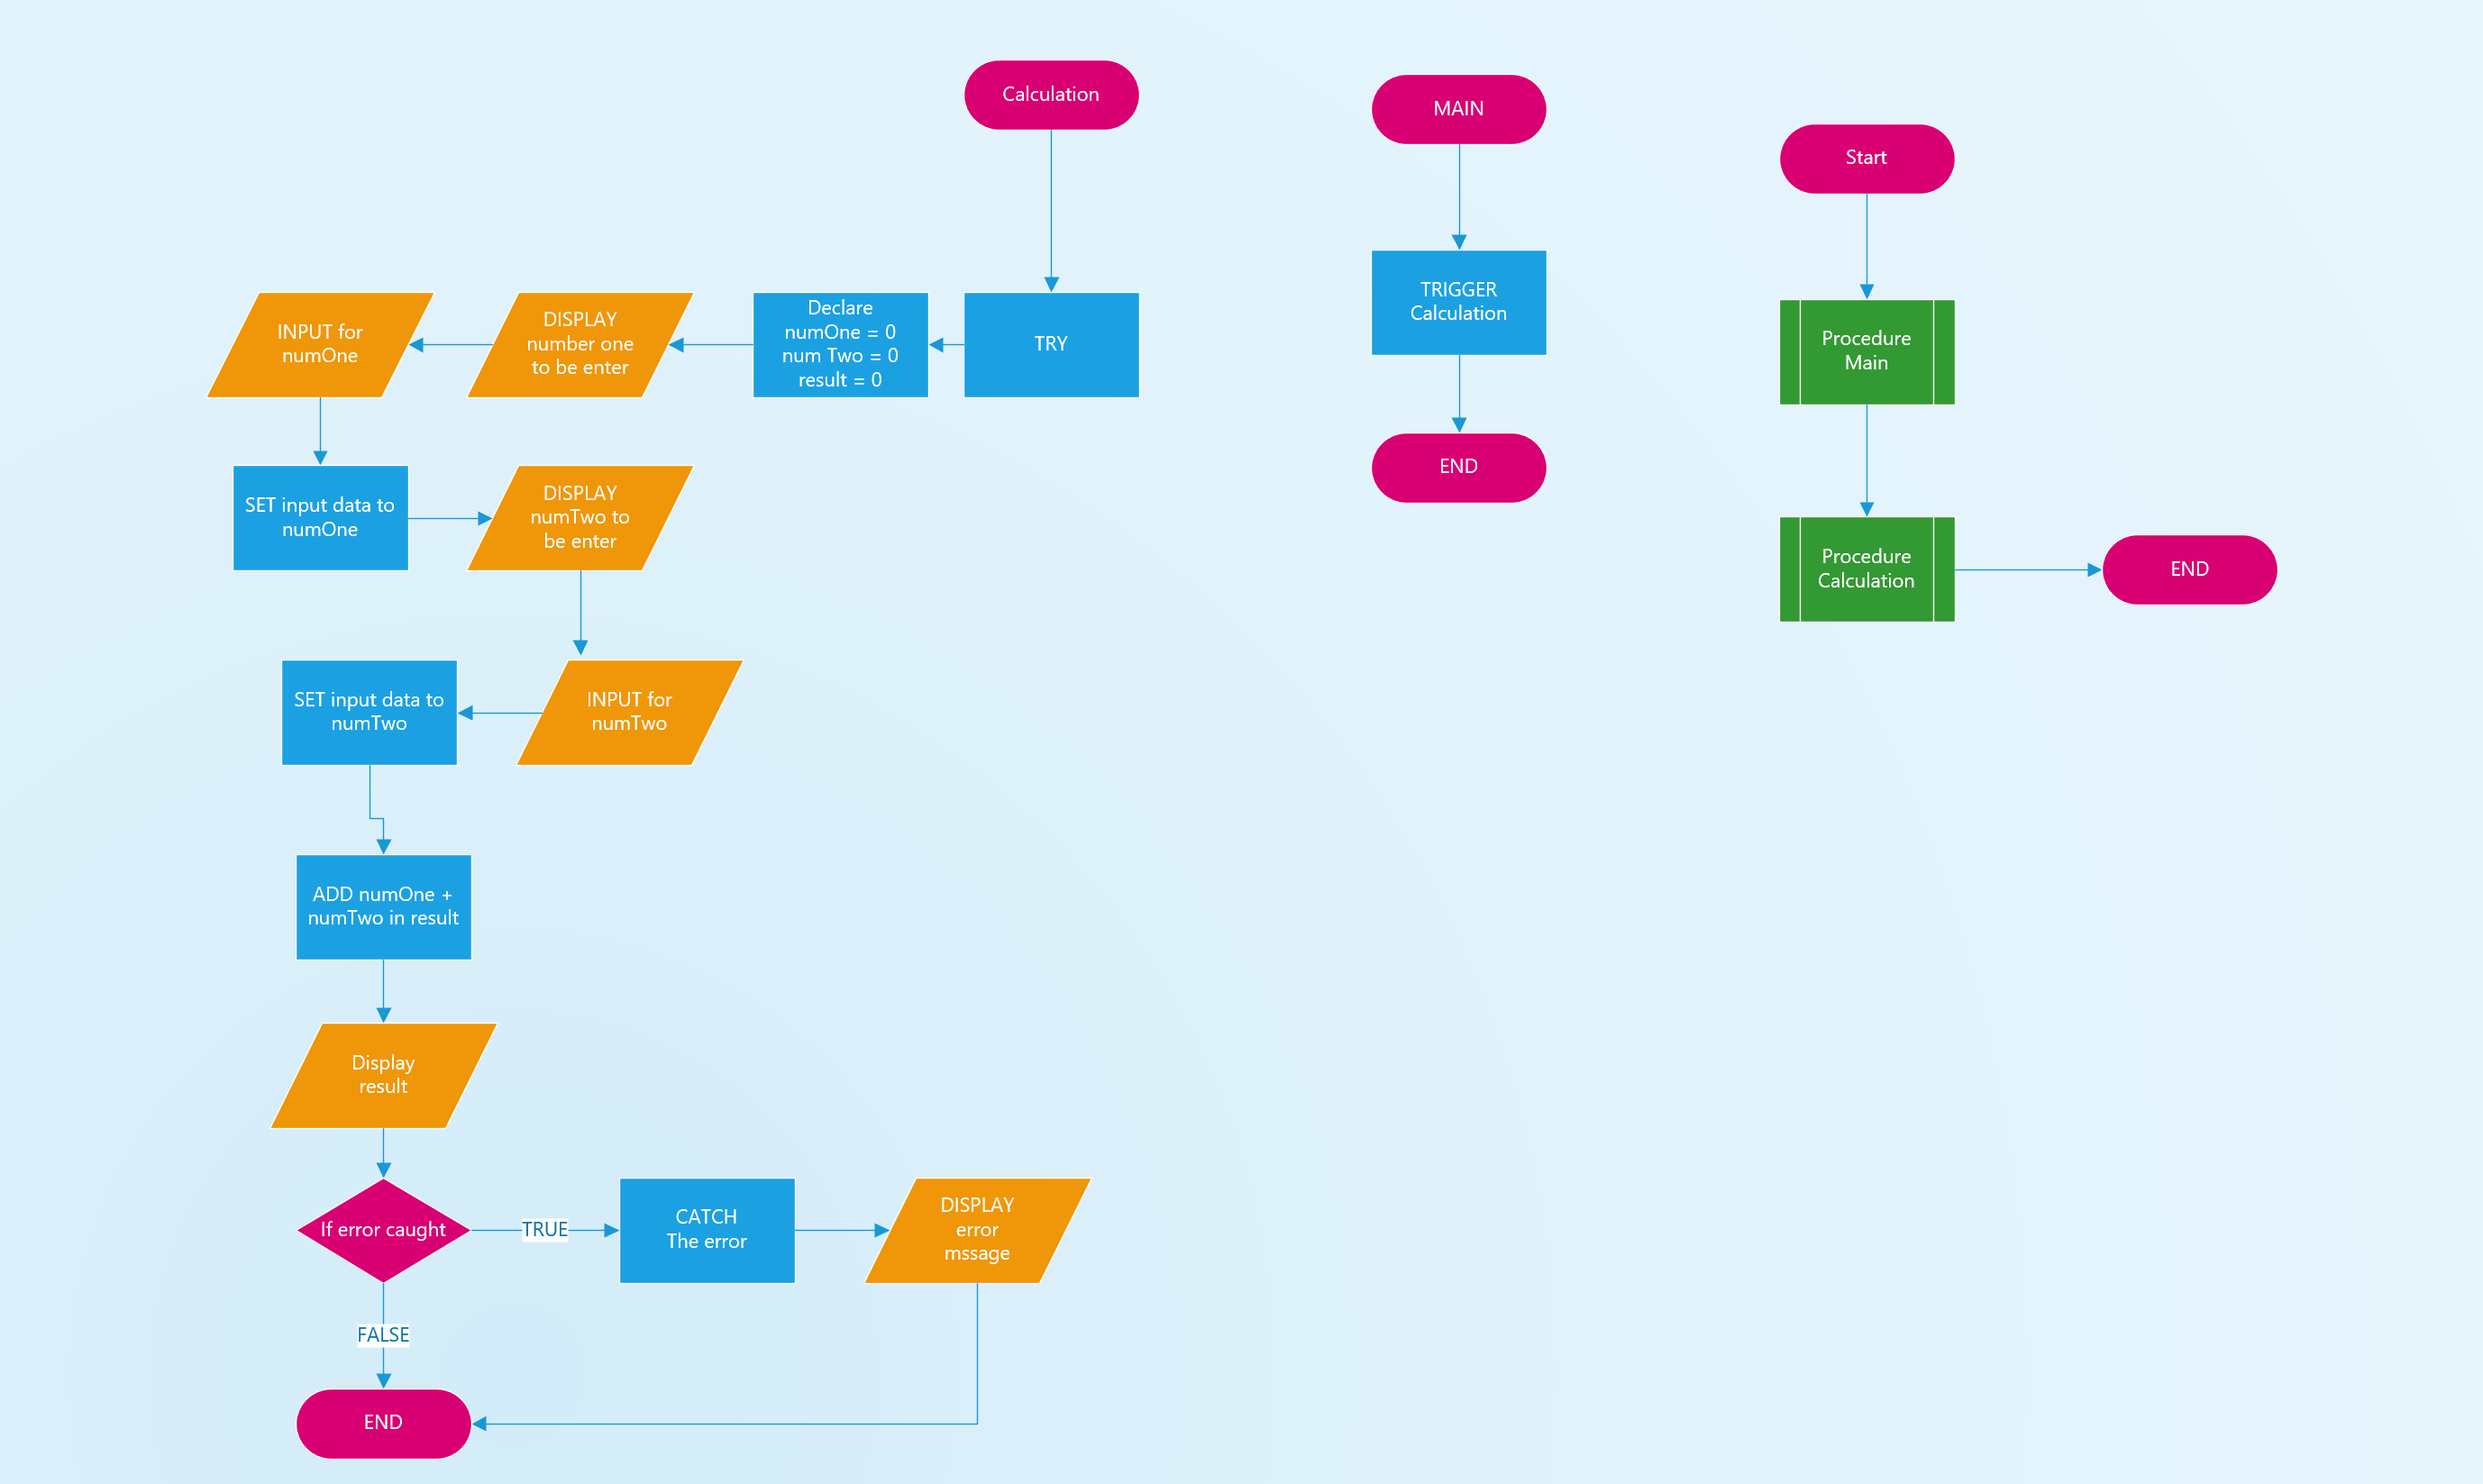 Calculation
TRY
Declare
numOne = 0
num Two = 0
result = 0
DISPLAY
number one
to be enter
INPUT for
numOne
SET input data to
numOne
DISPLAY
numTwo to
be enter
INPUT for
numTwo
SET input data to
numTwo
ADD numOne +
numTwo in result
Display
result
If error caught
TRUE
CATCH
The error
DISPLAY
error
mssage
FALSE
END
MAIN
TRIGGER
Calculation
END
Start
Procedure
Main
Procedure
Calculation
END